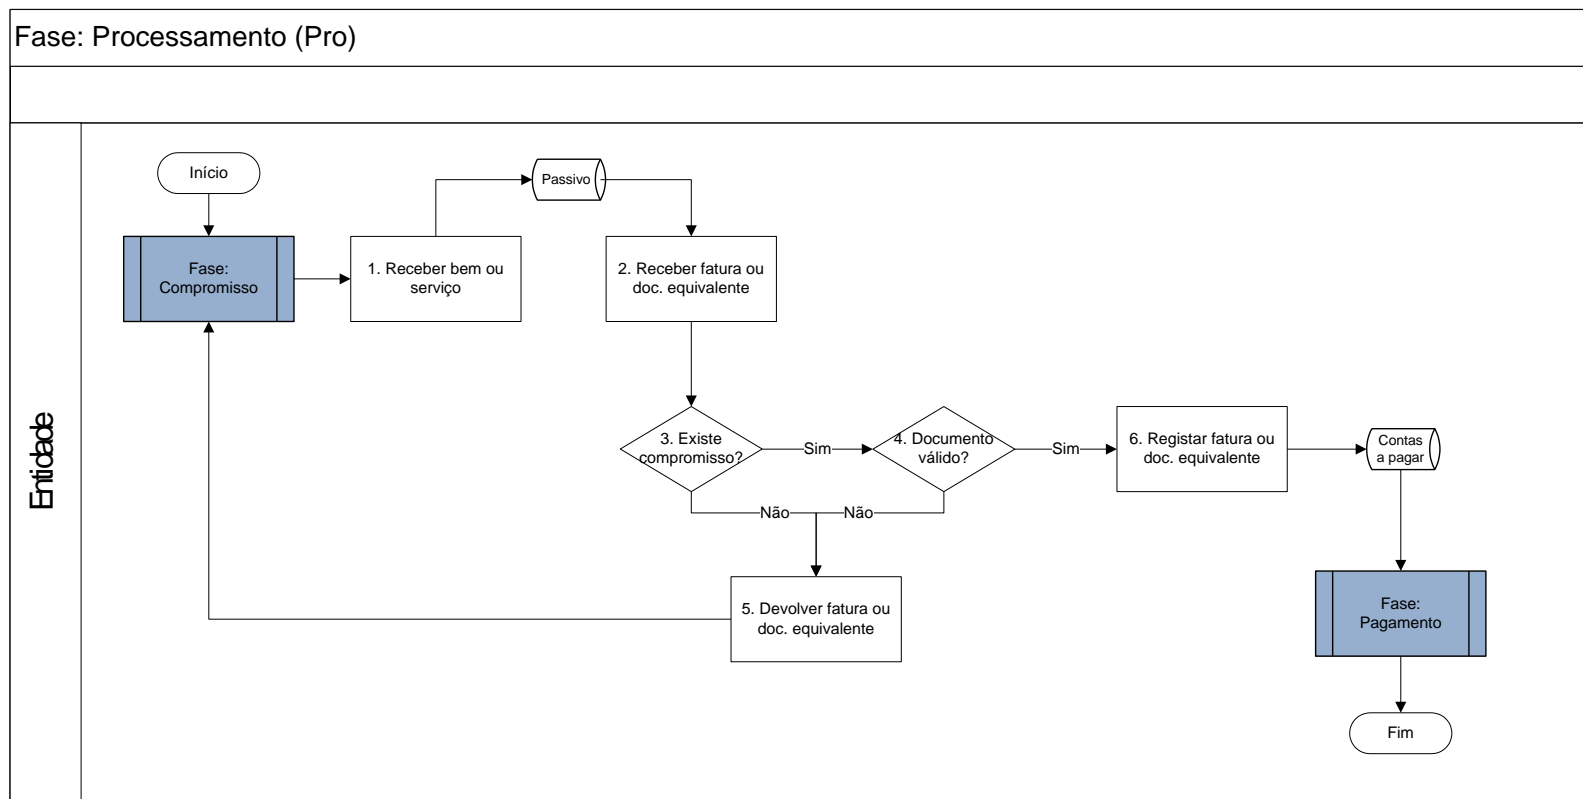 Fase: Processamento (Pro)
Entidade
Início
Passivo
Fase:
Compromisso
1. Receber bem ou
serviço
2. Receber fatura ou
doc. equivalente
3. Existe
compromisso?
Sim
4. Documento
válido?
Sim
6. Registar fatura ou
doc. equivalente
Contas
a pagar
Não
Não
5. Devolver fatura ou
doc. equivalente
Fase:
Pagamento
Fim